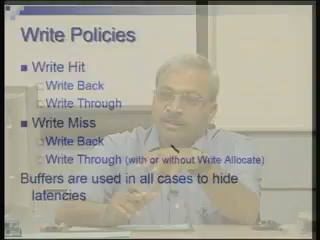 Write Policies
Write Hit
Write Back
Write Through
Write Miss
Write Back
Write Through (with or without Write Allocate)
Buffers are used in all cases to hide
latencies